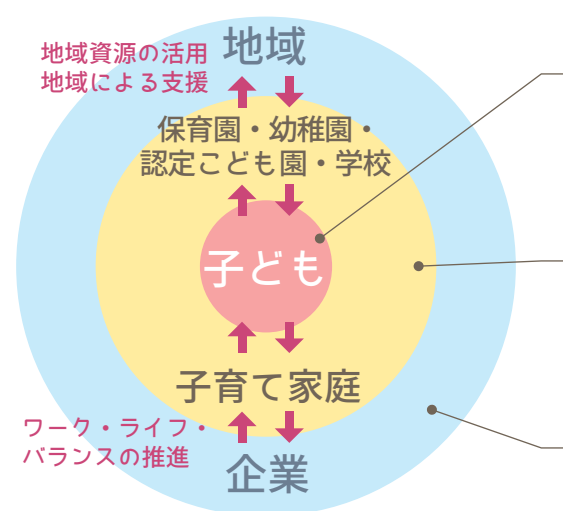 地域
地域資源の活用
地域による支援
保育園・幼稚園・
認定こども園・学校
子ども
子育て家庭
ワーク・ライフ・
バランスの推進
企業